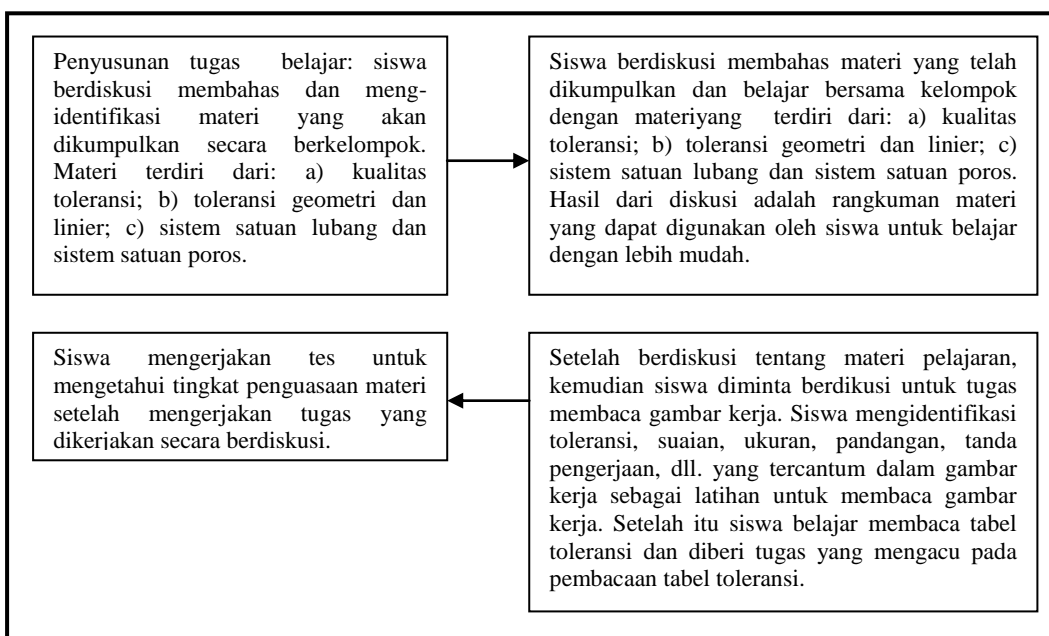 Penyusunan tugas belajar: siswa
berdiskusi membahas dan meng-
identifikasi materi yang akan
dikumpulkan secara berkelompok.
Materi terdiri dari: a) kualitas
toleransi; b) toleransi geometri dan
linier; c) sistem satuan lubang dan
sistem satuan poros.
Siswa berdiskusi membahas materi yang telah
dikumpulkan dan belajar bersama kelompok
dengan materiyang terdiri dari: a) kualitas
toleransi; b) toleransi geometri dan linier; c)
sistem satuan lubang dan sistem satuan poros.
Hasil dari diskusi adalah rangkuman materi
yang dapat digunakan oleh siswa untuk belajar
dengan lebih mudah.
Setelah berdiskusi tentang materi pelajaran,
kemudian siswa diminta berdikusi untuk tugas
membaca gambar kerja. Siswa mengidentifikasi
toleransi, suaian, ukuran, pandangan, tanda
pengerjaan, dll. yang tercantum dalam gambar
kerja sebagai latihan untuk membaca gambar
kerja. Setelah itu siswa belajar membaca tabel
toleransi dan diberi tugas yang mengacu pada
pembacaan tabel toleransi.
Siswa mengerjakan tes untuk
mengetahui tingkat penguasaan materi
setelah mengerjakan tugas yang
dikerjakan secara berdiskusi.